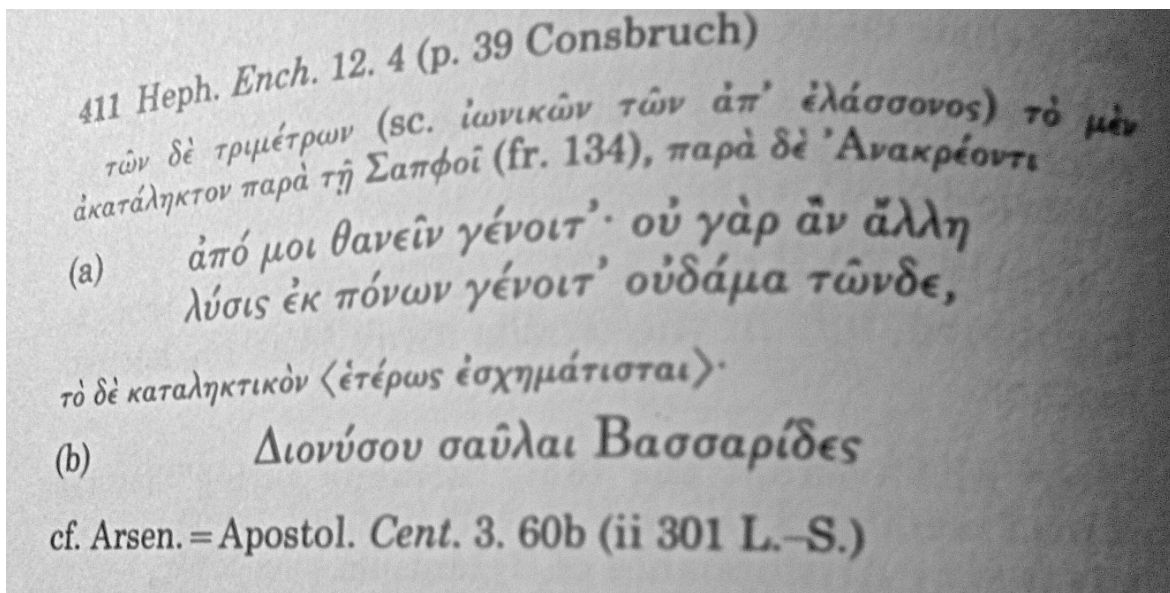 411 Heph. Ench. 12. 4 (p. 39 Consbruch)
τῶν δὲ τριμέτρων (sc. ἰωνικῶν τῶν ἀπ’ ἐλάσσονος) τὸ μὲν
ἀκατάληκτον παρὰ τῇ Σαπφοῖ (fr. 134), παρὰ δὲ ’Ανακρέοντι
(a) ἀπό μοι θανεῖν γένοιτ’· οὐ γὰρ ἂν ἄλλη
λύσις ἐκ πόνων γένοιτ’ οὐδάμα τῶνδε,
τὸ δὲ καταληκτικὸν 〈ἑτέρως ἐσχημάτισται〉·
(b) Διονύσου σαῦλαι Βασσαρίδες
cf. Arsen. = Apostol. Cent. 3. 60b (ii 301 L.–S.)